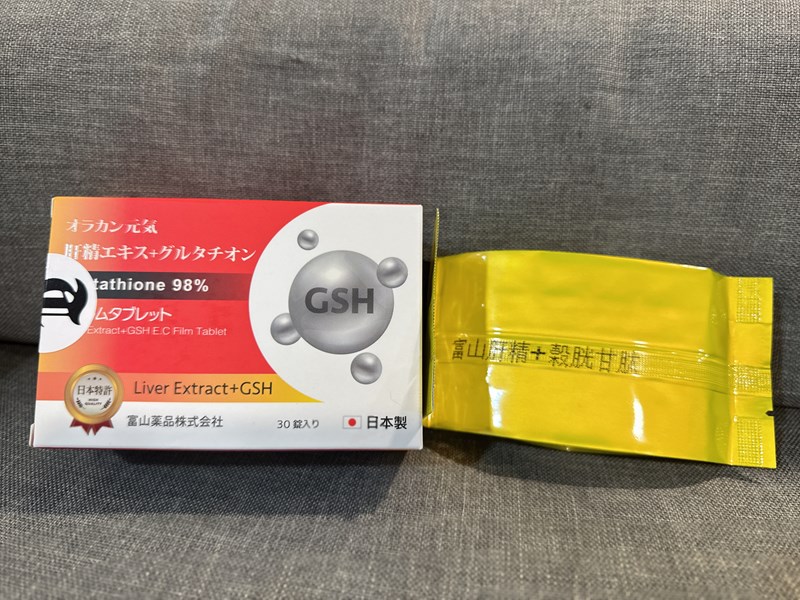 オラカン元気
肝精エキス+グルタチオン
tathione 98%
ムタブレット
Extract+GSH E.C Film Tablet
GSH
日本特許
HIGH
QUALITY
Liver Extract+GSH
富山薬品株式会社
30 錠入り
日本製
富山肝精+穀胱甘肽